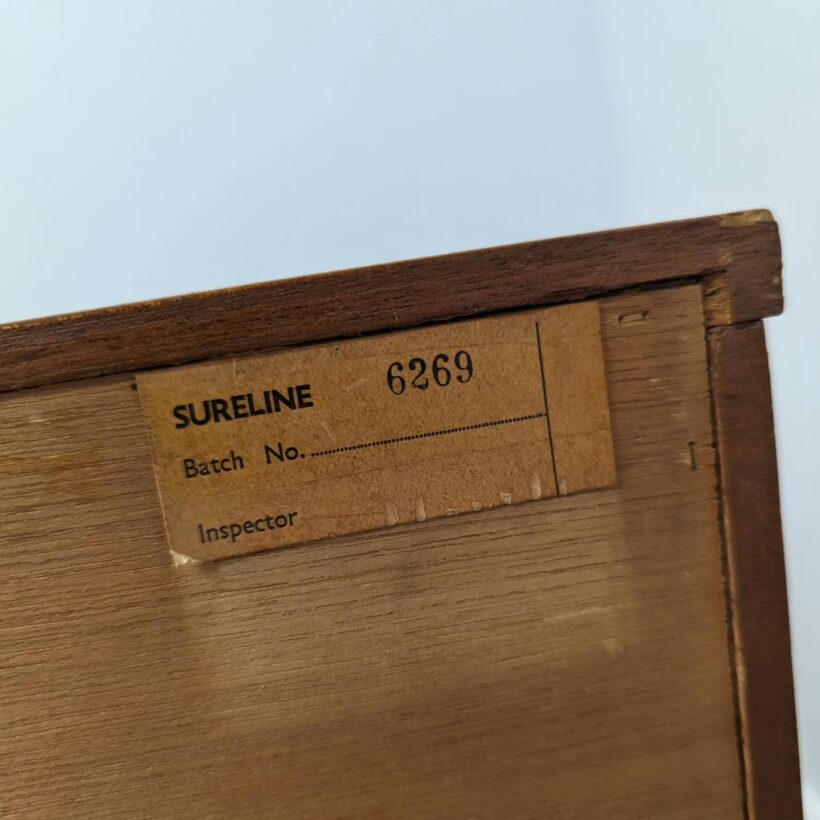 SURELINE 6269
Batch No.
Inspector